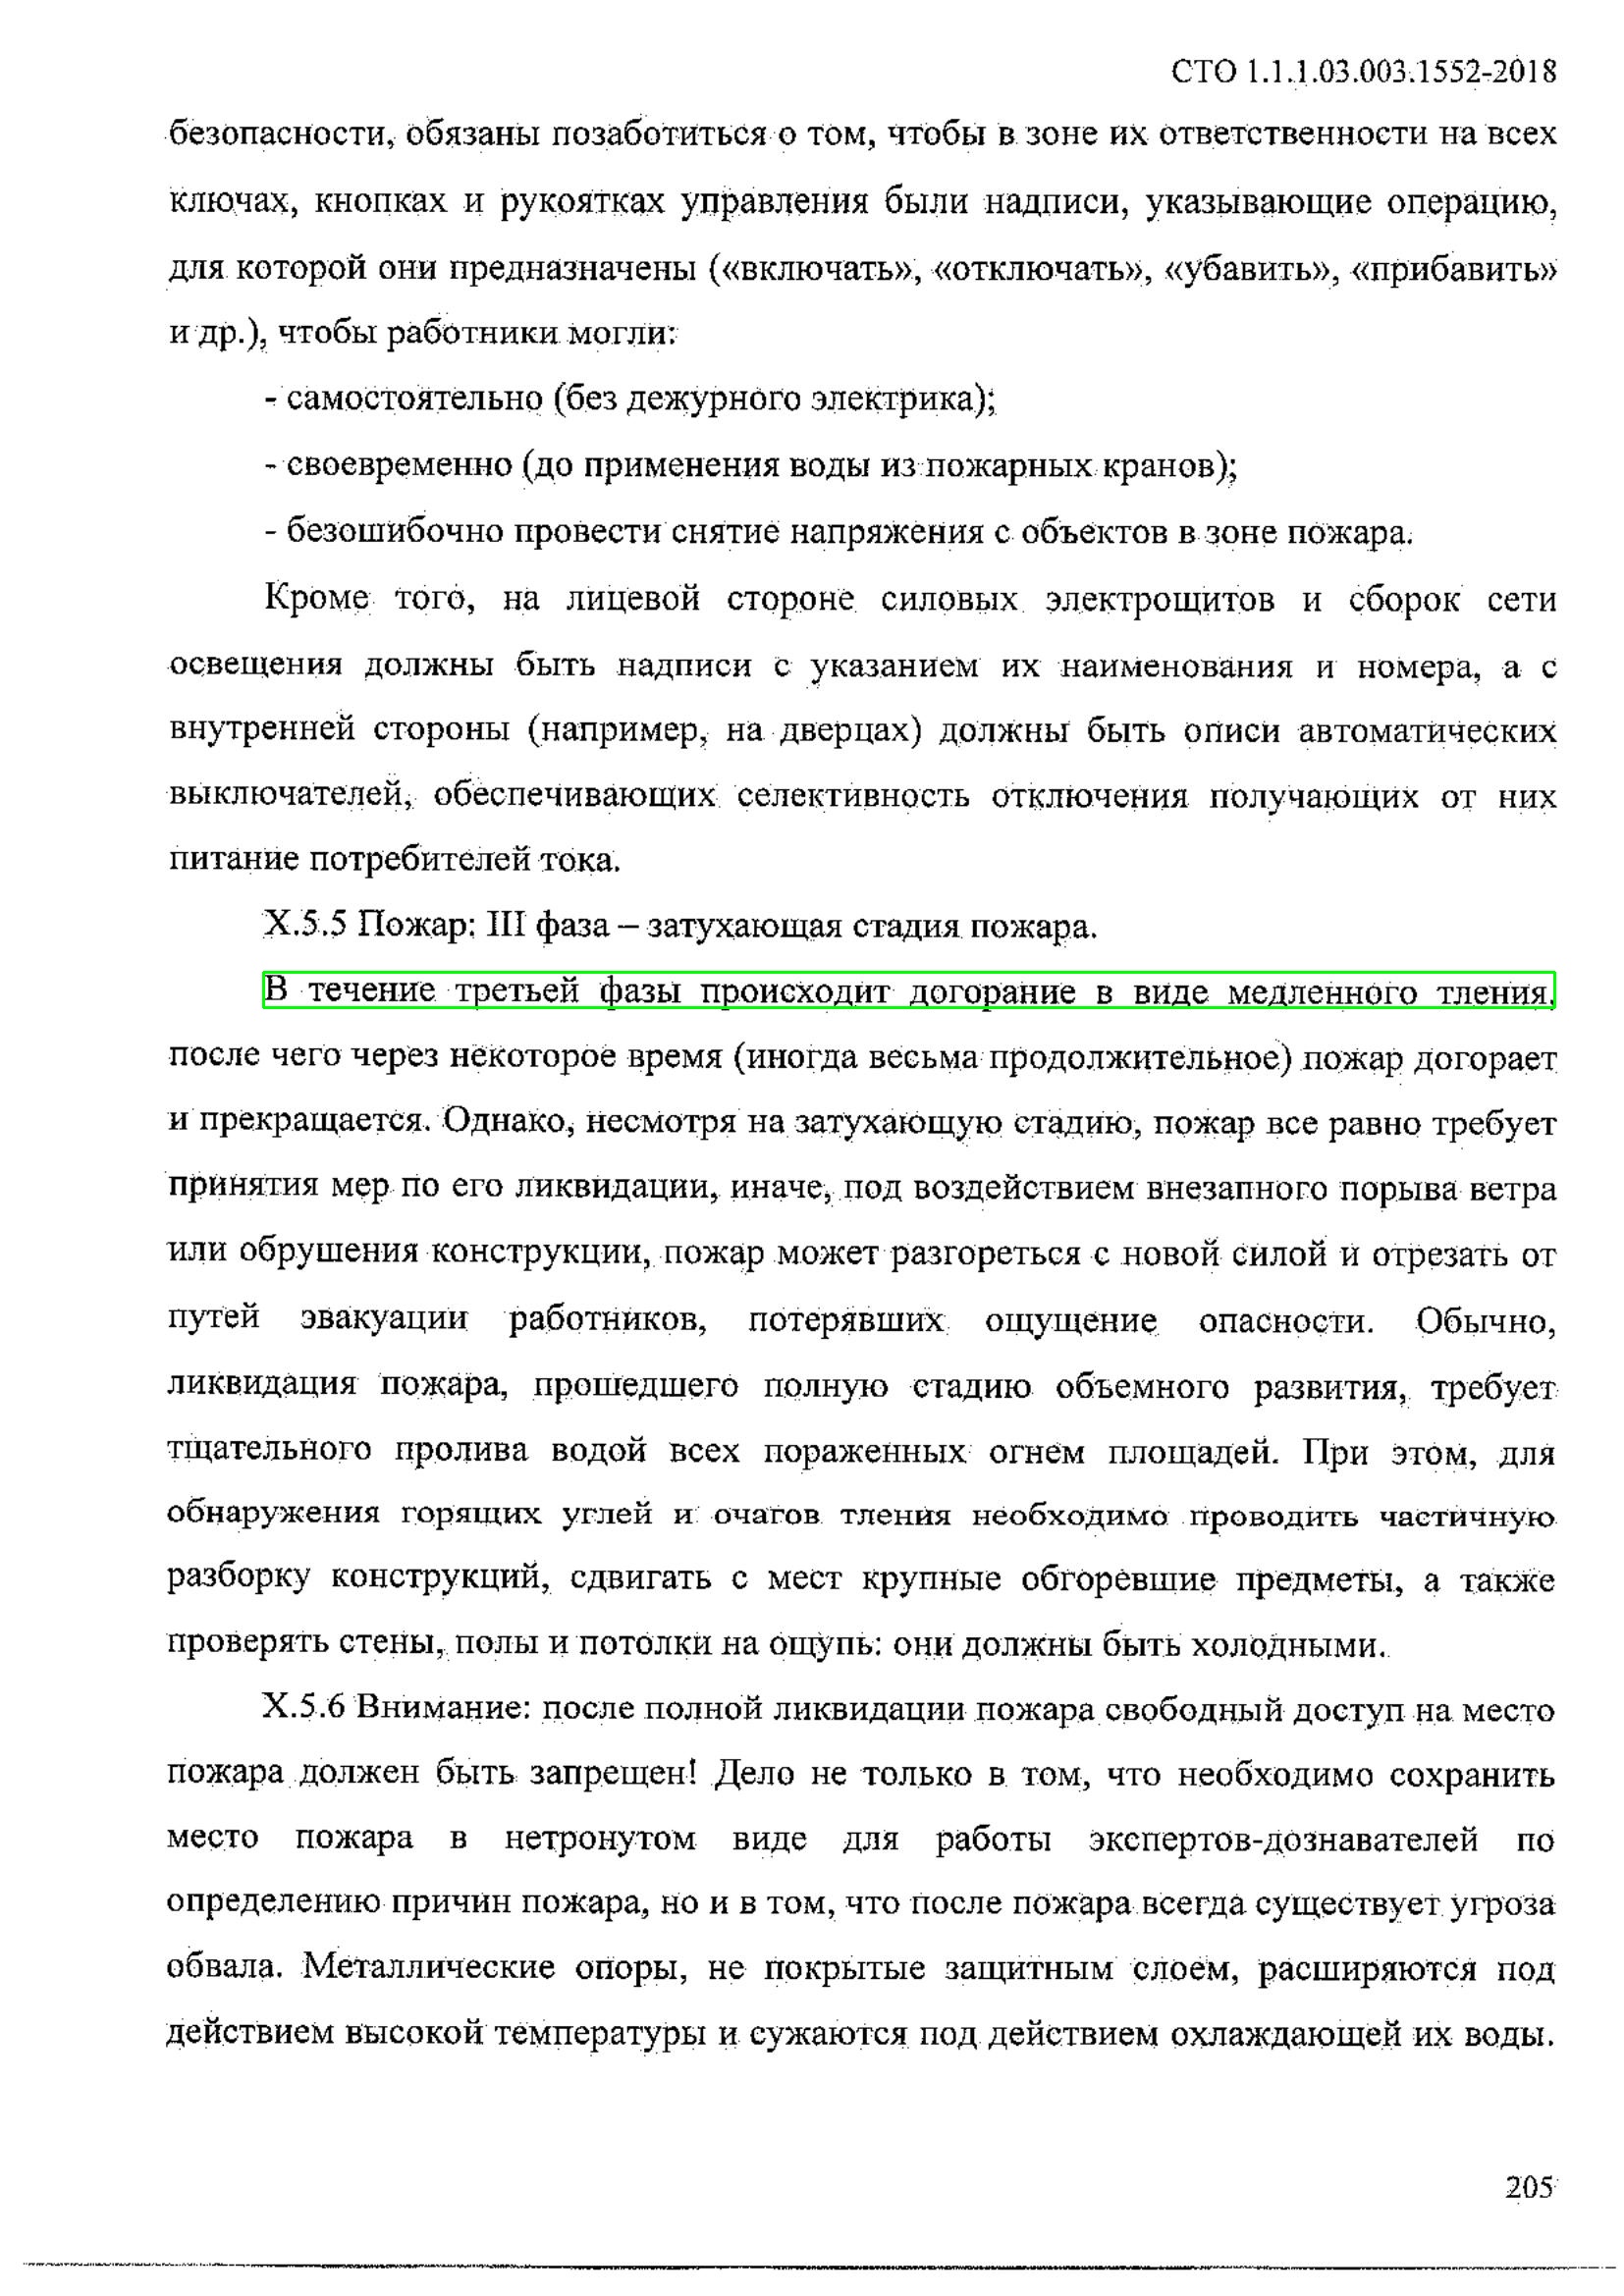 СТО 1.1.1.03.003.1552-2018
безопасности, обязаны позаботиться о том, чтобы в зоне их ответственности на всех
ключах, кнопках и рукоятках управления были надписи, указывающие операцию,
для которой они предназначены («включать», «отключать», «убавить», «прибавить»
и др.), чтобы работники могли:
- самостоятельно (без дежурного электрика);
- своевременно (до применения воды из пожарных кранов);
- безошибочно провести снятие напряжения с объектов в зоне пожара.
Кроме того, на лицевой стороне силовых электрощитов и сборок сети
освещения должны быть надписи с указанием их наименования и номера, а с
внутренней стороны (например, на дверцах) должны быть описи автоматических
выключателей, обеспечивающих селективность отключения получающих от них
питание потребителей тока.
Х.5.5 Пожар: III фаза – затухающая стадия пожара.
В течение третьей фазы происходит догорание в виде медленного тления,
после чего через некоторое время (иногда весьма продолжительное) пожар догорает
и прекращается. Однако, несмотря на затухающую стадию, пожар все равно требует
принятия мер по его ликвидации, иначе, под воздействием внезапного порыва ветра
или обрушения конструкции, пожар может разгореться с новой силой и отрезать от
путей эвакуации работников, потерявших ощущение опасности. Обычно,
ликвидация пожара, прошедшего полную стадию объемного развития, требует
тщательного пролива водой всех пораженных огнем площадей. При этом, для
обнаружения горящих углей и очагов тления необходимо проводить частичную
разборку конструкций, сдвигать с мест крупные обгоревшие предметы, а также
проверять стены, полы и потолки на ощупь: они должны быть холодными.
Х.5.6 Внимание: после полной ликвидации пожара свободный доступ на место
пожара должен быть запрещен! Дело не только в том, что необходимо сохранить
место пожара в нетронутом виде для работы экспертов-дознавателей по
определению причин пожара, но и в том, что после пожара всегда существует угроза
обвала. Металлические опоры, не покрытые защитным слоем, расширяются под
действием высокой температуры и сужаются под действием охлаждающей их воды.
205